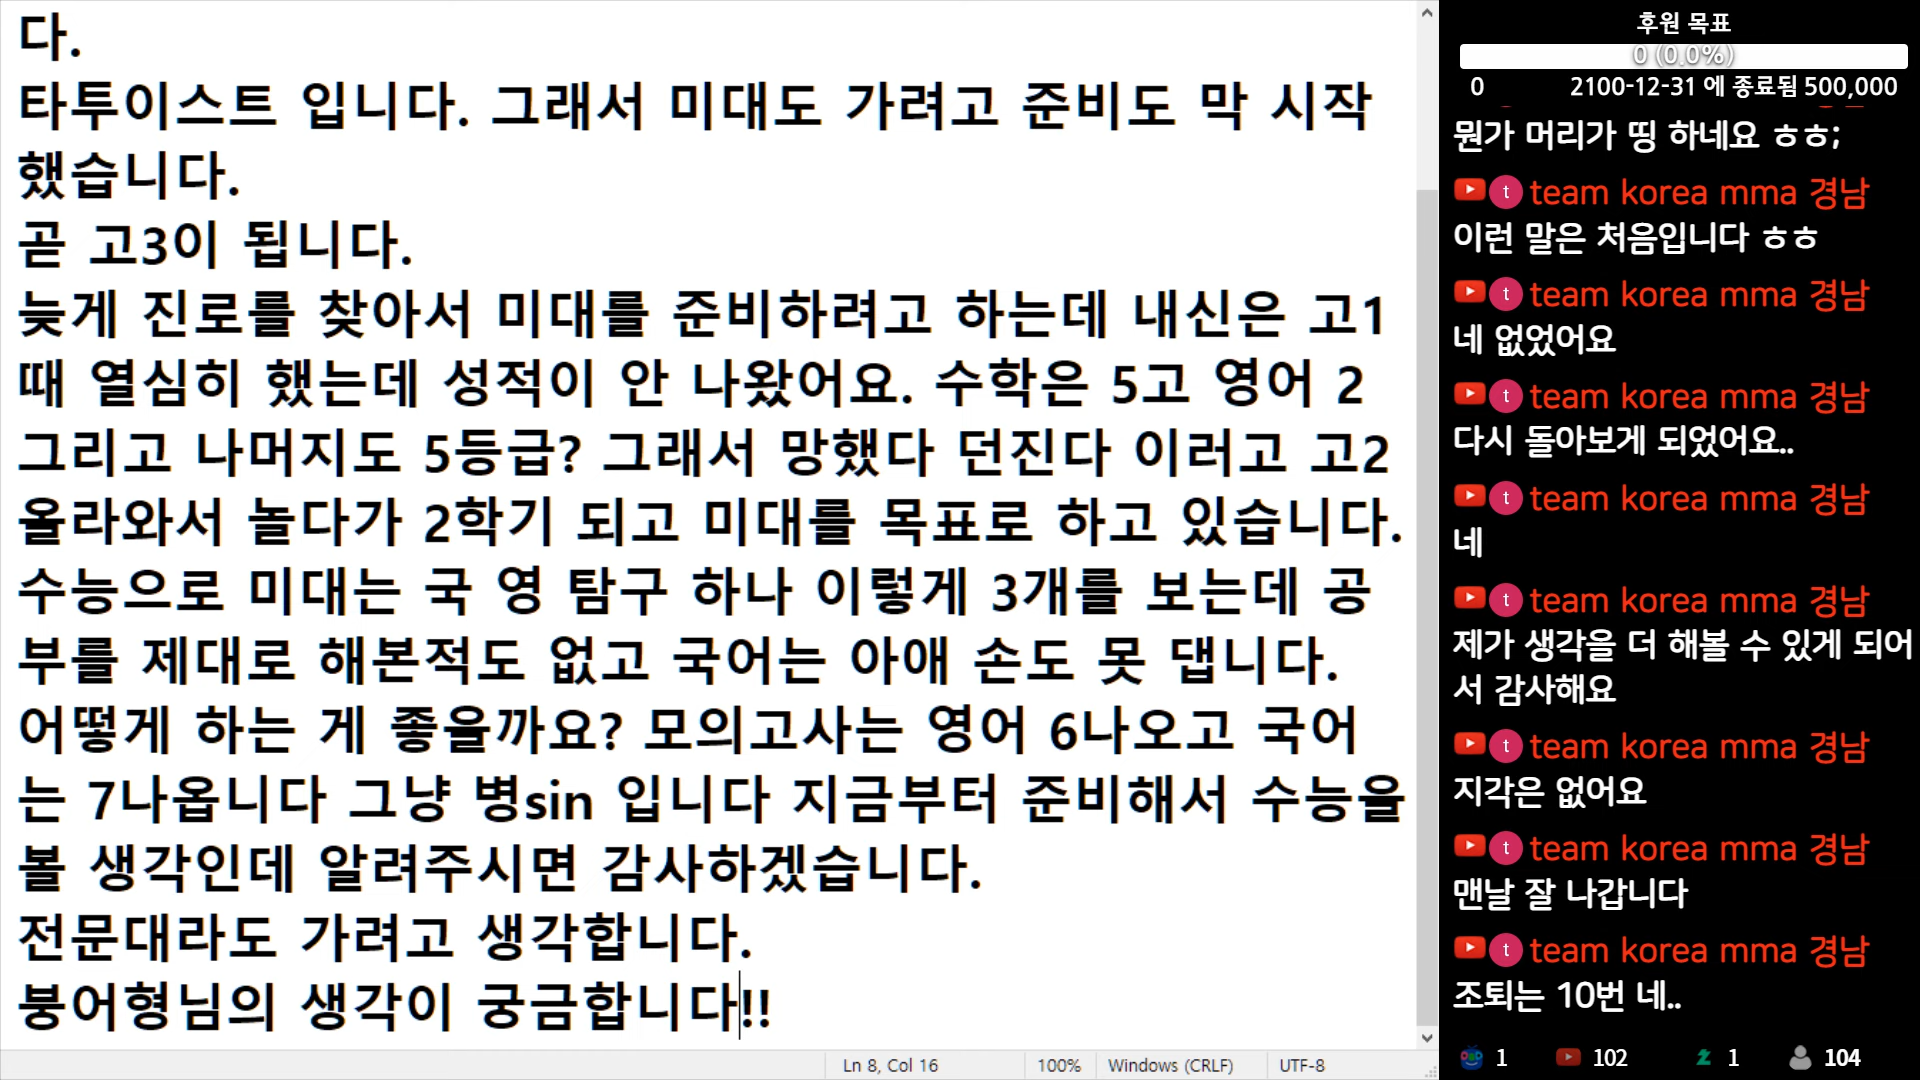 다.
타투이스트 입니다. 그래서 미대도 가려고 준비도 막 시작
했습니다.
곧 고3이 됩니다.
늦게 진로를 찾아서 미대를 준비하려고 하는데 내신은 고1
때 열심히 했는데 성적이 안 나왔어요. 수학은 5고 영어 2
그리고 나머지도 5등급? 그래서 망했다 던진다 이러고 고2
올라와서 놀다가 2학기 되고 미대를 목표로 하고 있습니다.
수능으로 미대는 국 영 탐구 하나 이렇게 3개를 보는데 공
부를 제대로 해본적도 없고 국어는 아애 손도 못 댑니다.
어떻게 하는 게 좋을까요? 모의고사는 영어 6나오고 국어
는 7나옵니다 그냥 병sin 입니다 지금부터 준비해서 수능을
볼 생각인데 알려주시면 감사하겠습니다.
전문대라도 가려고 생각합니다.
붕어형님의 생각이 궁금합니다!!
Ln 8, Col 16
100%
Windows (CRLF)
UTF-8
후원 목표
0 (0.0%)
0 2100-12-31 에 종료됨 500,000
뭔가 머리가 띵 하네요 ㅎㅎ;
t team korea mma 경남
이런 말은 처음입니다 ㅎㅎ
t team korea mma 경남
네 없었어요
t team korea mma 경남
다시 돌아보게 되었어요..
t team korea mma 경남
네
t team korea mma 경남
제가 생각을 더 해볼 수 있게 되어
서 감사해요
t team korea mma 경남
지각은 없어요
t team korea mma 경남
맨날 잘 나갑니다
t team korea mma 경남
조퇴는 10번 네..
1 102 1 104